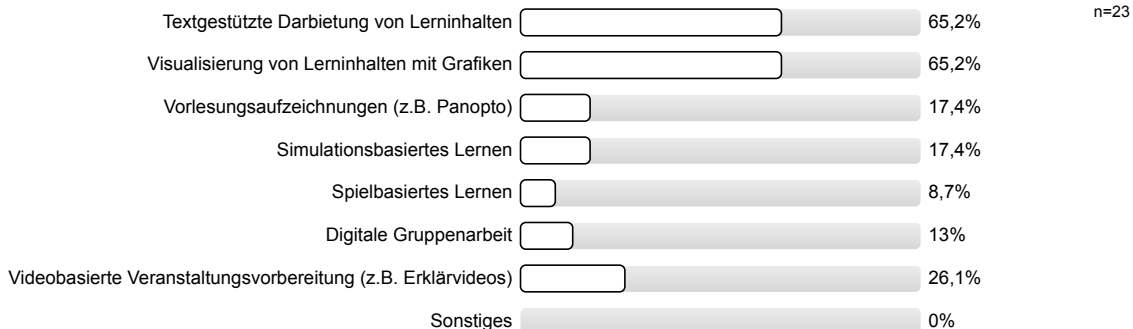 Textgestützte Darbietung von Lerninhalten 65,2% n=23
Visualisierung von Lerninhalten mit Grafiken 65,2%
Vorlesungsaufzeichnungen (z.B. Panopto) 17,4%
Simulationsbasiertes Lernen 17,4%
Spielbasiertes Lernen 8,7%
Digitale Gruppenarbeit 13%
Videobasierte Veranstaltungsvorbereitung (z.B. Erklärvideos) 26,1%
Sonstiges 0%